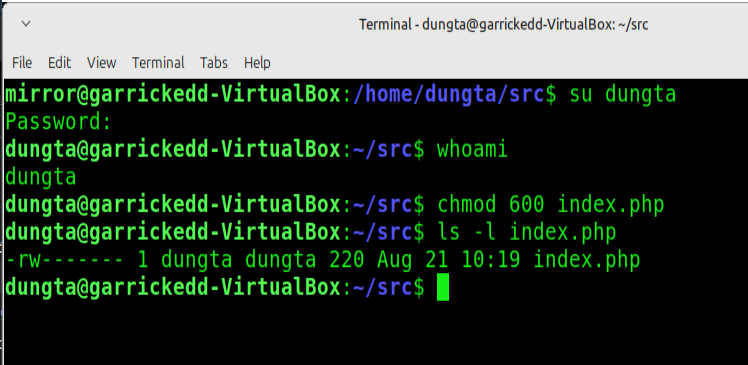 Terminal - dungta@garrickedd-VirtualBox: ~/src
File Edit View Terminal Tabs Help
mirror@garrickedd-VirtualBox:/home/dungta/src$ su dungta
Password:
dungta@garrickedd-VirtualBox:~/src$ whoami
dungta
dungta@garrickedd-VirtualBox:~/src$ chmod 600 index.php
dungta@garrickedd-VirtualBox:~/src$ ls -l index.php
-rw------- 1 dungta dungta 220 Aug 21 10:19 index.php
dungta@garrickedd-VirtualBox:~/src$